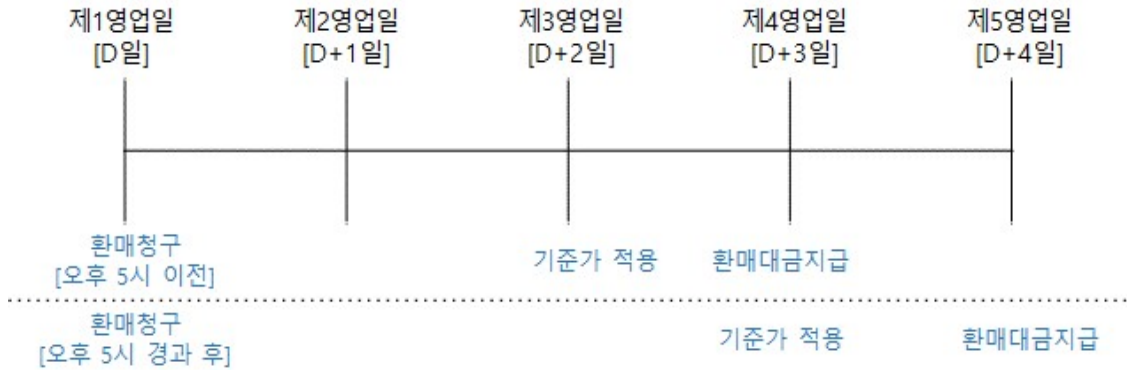 제1영업일 제2영업일 제3영업일 제4영업일 제5영업일
[D일] [D+1일] [D+2일] [D+3일] [D+4일]
환매청구
[오후 5시 이전]
기준가 적용 환매대금지급
환매청구
[오후 5시 경과 후]
기준가 적용 환매대금지급